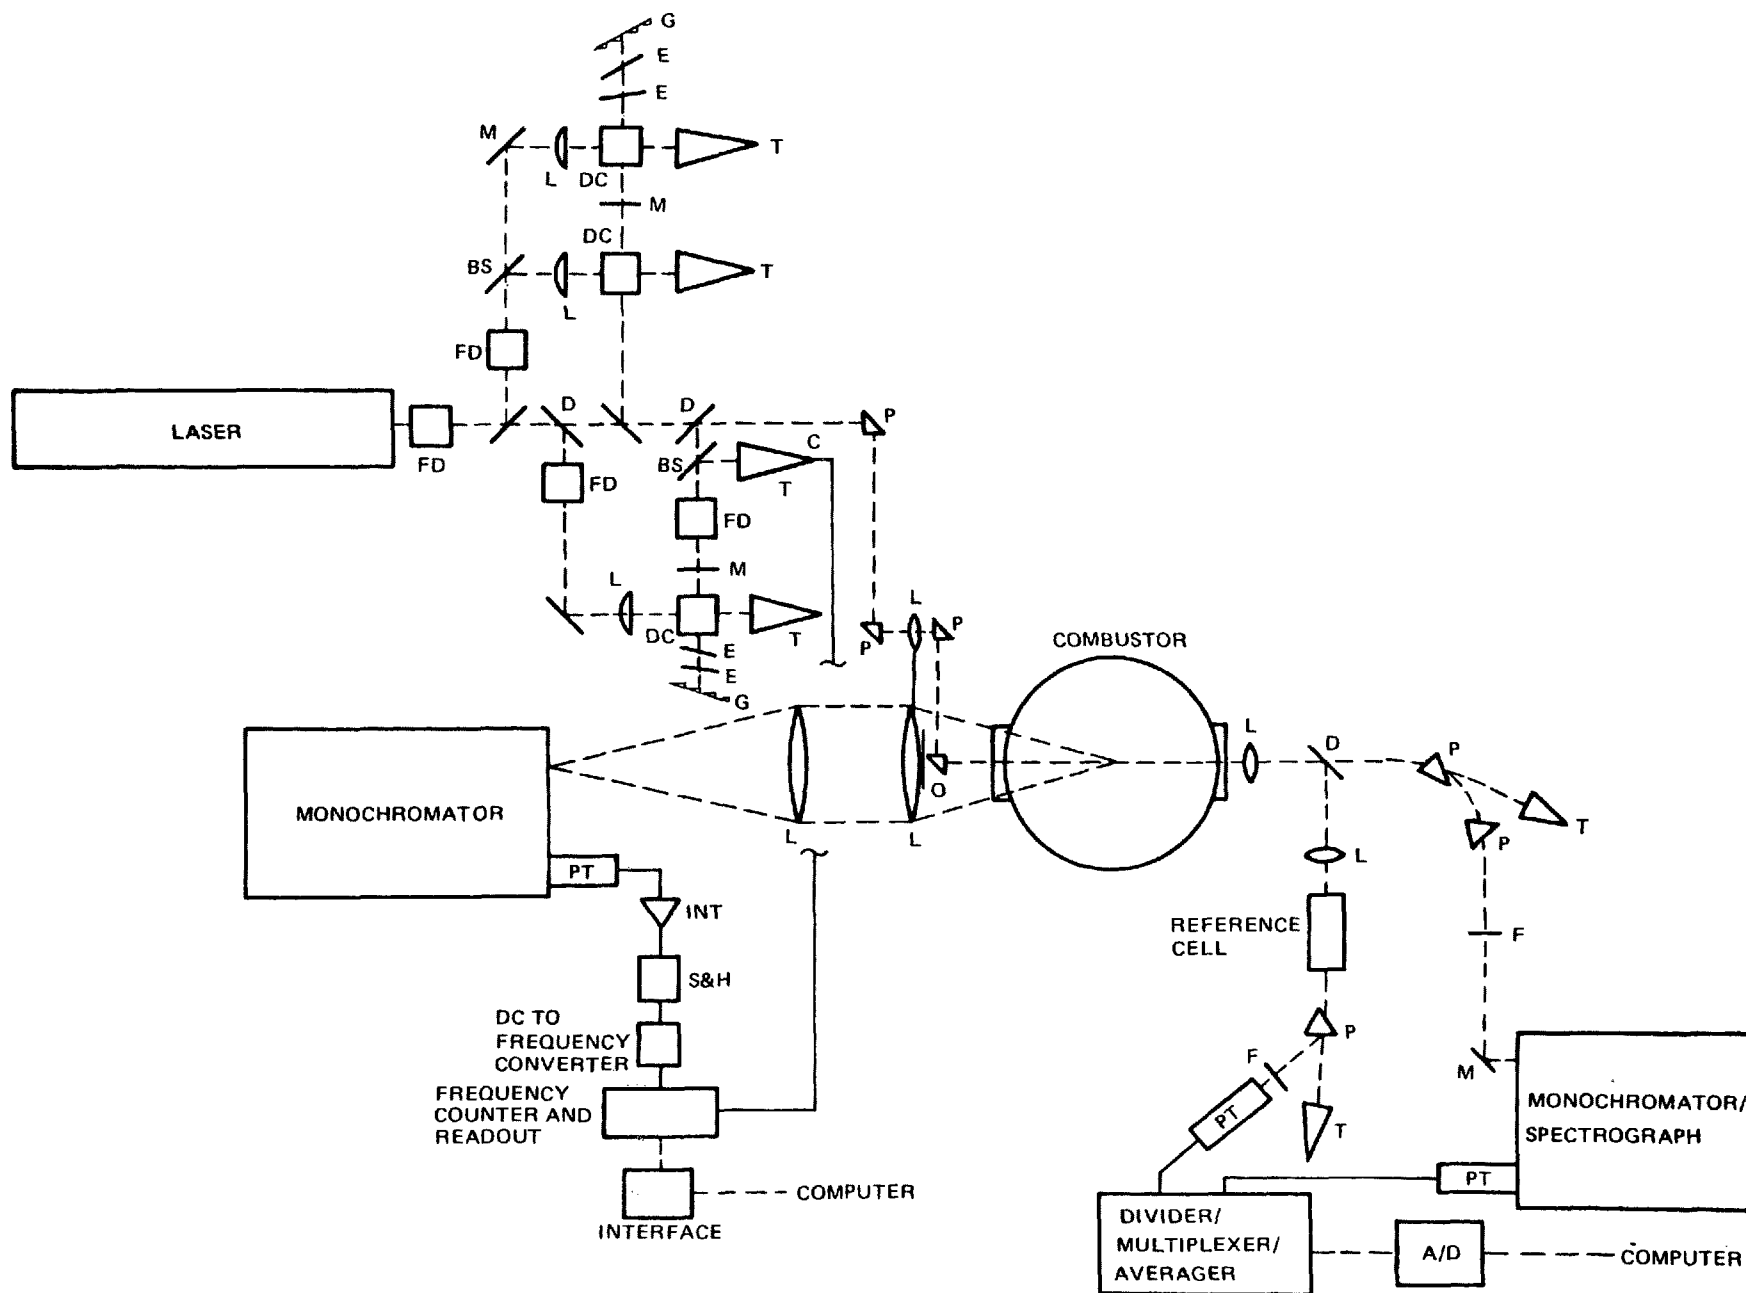 G
E
E
M
L
DC
T
M
DC
BS
L
T
FD
LASER
FD
D
D
P
BS
C
T
FD
FD
M
L
DC
T
E
E
G
P
L
P
COMBUSTOR
MONOCHROMATOR
L
L
O
L
D
P
T
P
L
PT
INT
S&H
DC TO
FREQUENCY
CONVERTER
FREQUENCY
COUNTER AND
READOUT
INTERFACE
COMPUTER
REFERENCE
CELL
F
P
F
PT
T
M
MONOCHROMATOR/
SPECTROGRAPH
PT
DIVIDER/
MULTIPLEXER/
AVERAGER
A/D
COMPUTER